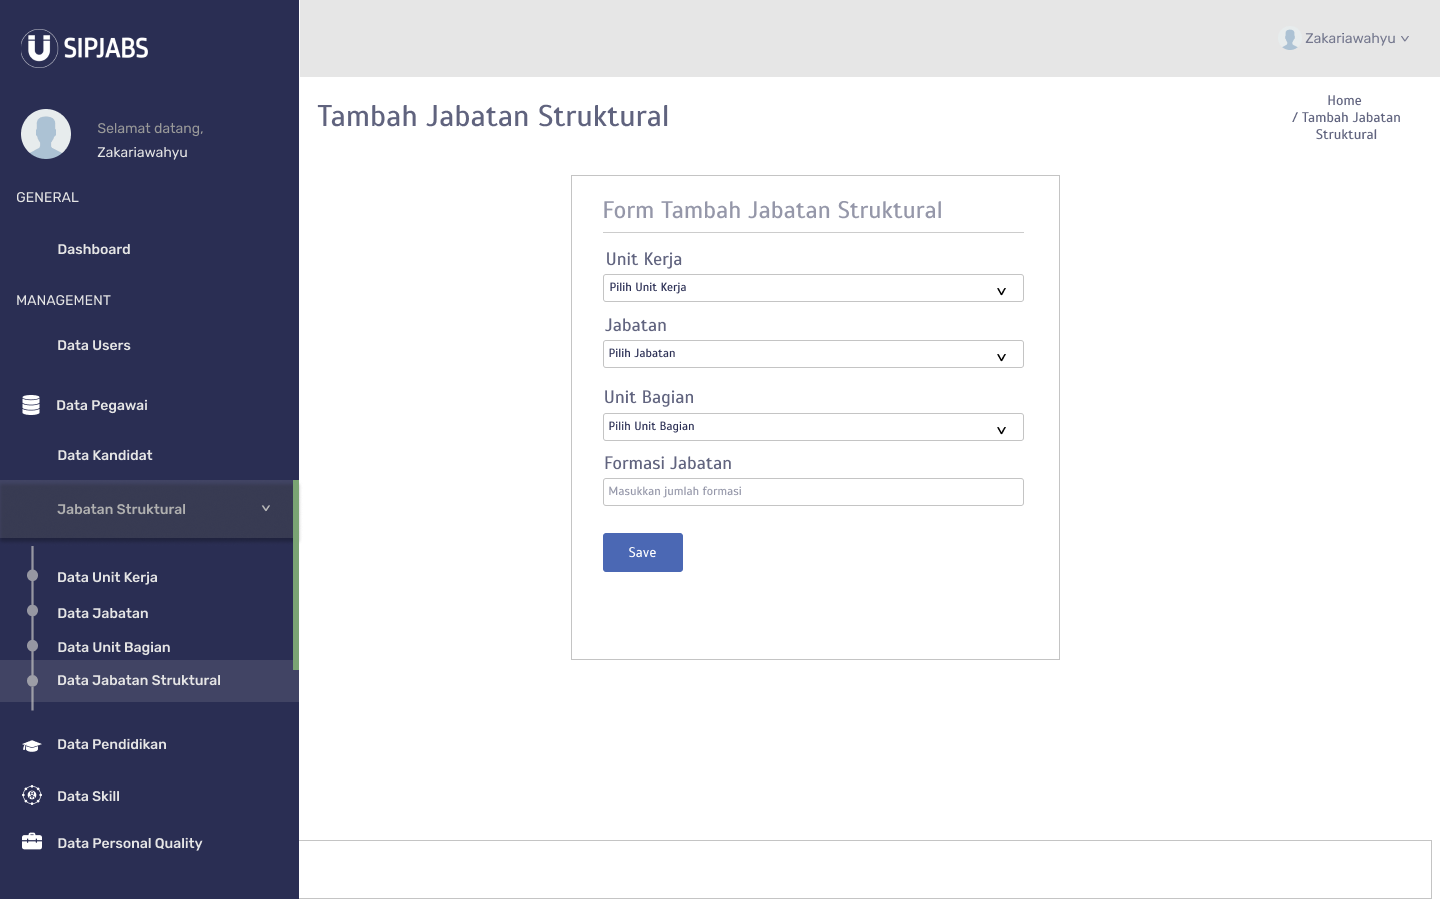 SIPJABS
Selamat datang,
Zakariawahyu
GENERAL
Dashboard
MANAGEMENT
Data Users
Data Pegawai
Data Kandidat
Jabatan Struktural
Data Unit Kerja
Data Jabatan
Data Unit Bagian
Data Jabatan Struktural
Data Pendidikan
Data Skill
Data Personal Quality
Zakariawahyu
Tambah Jabatan Struktural
Home
/ Tambah Jabatan
Struktural
Form Tambah Jabatan Struktural
Unit Kerja
Pilih Unit Kerja
Jabatan
Pilih Jabatan
Unit Bagian
Pilih Unit Bagian
Formasi Jabatan
Masukkan jumlah formasi
Save